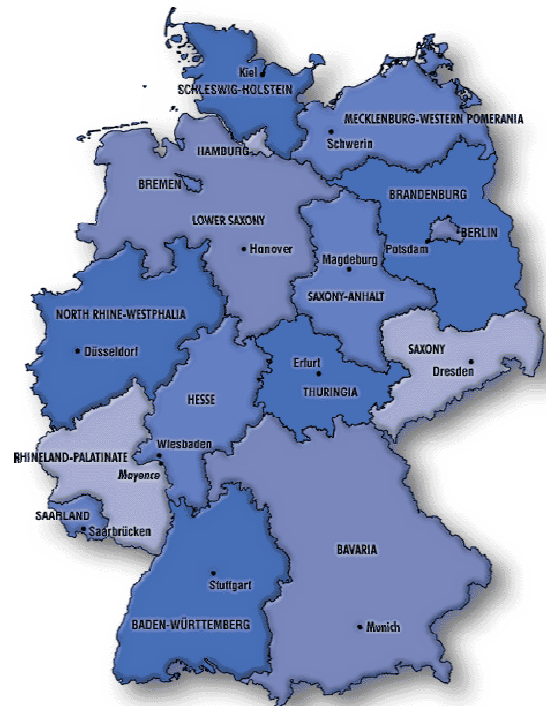 Kiel
SCHLESWIG-HOLSTEIN
MECKLENBURG-WESTERN POMERANIA
Schwerin
HAMBURG
BREMEN
BRANDENBURG
LOWER SAXONY
BERLIN
Hanover
Potsdam
Magdeburg
SAXONY-ANHALT
NORTH RHINE-WESTPHALIA
Düsseldorf
SAXONY
Erfurt
Dresden
THURINGIA
HESSE
Wiesbaden
RHINELAND-PALATINATE
Mayence
SAARLAND
Saarbrücken
BAVARIA
Stuttgart
BADEN-WÜRTTEMBERG
Munich